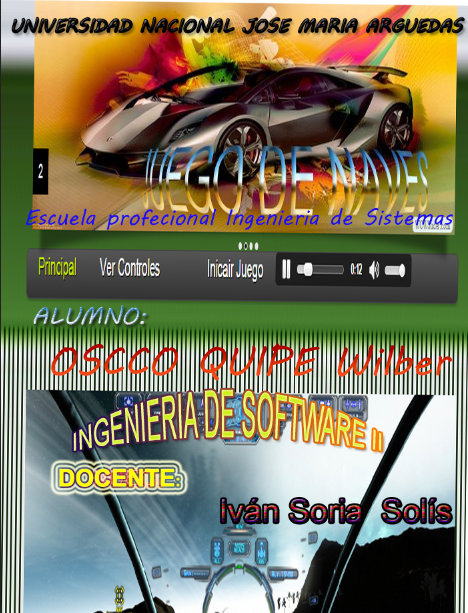 UNIVERSIDAD NACIONAL JOSE MARIA ARGUEDAS
2
JUEGO DE NAVES
Escuela profecional Ingenieria de Sistemas
Principal Ver Controles Inicair Juego 0:12
ALUMNO:
OSCCO QUIPE Wilber
INGENIERIA DE SOFTWARE II
DOCENTE:
Iván Soria Solís